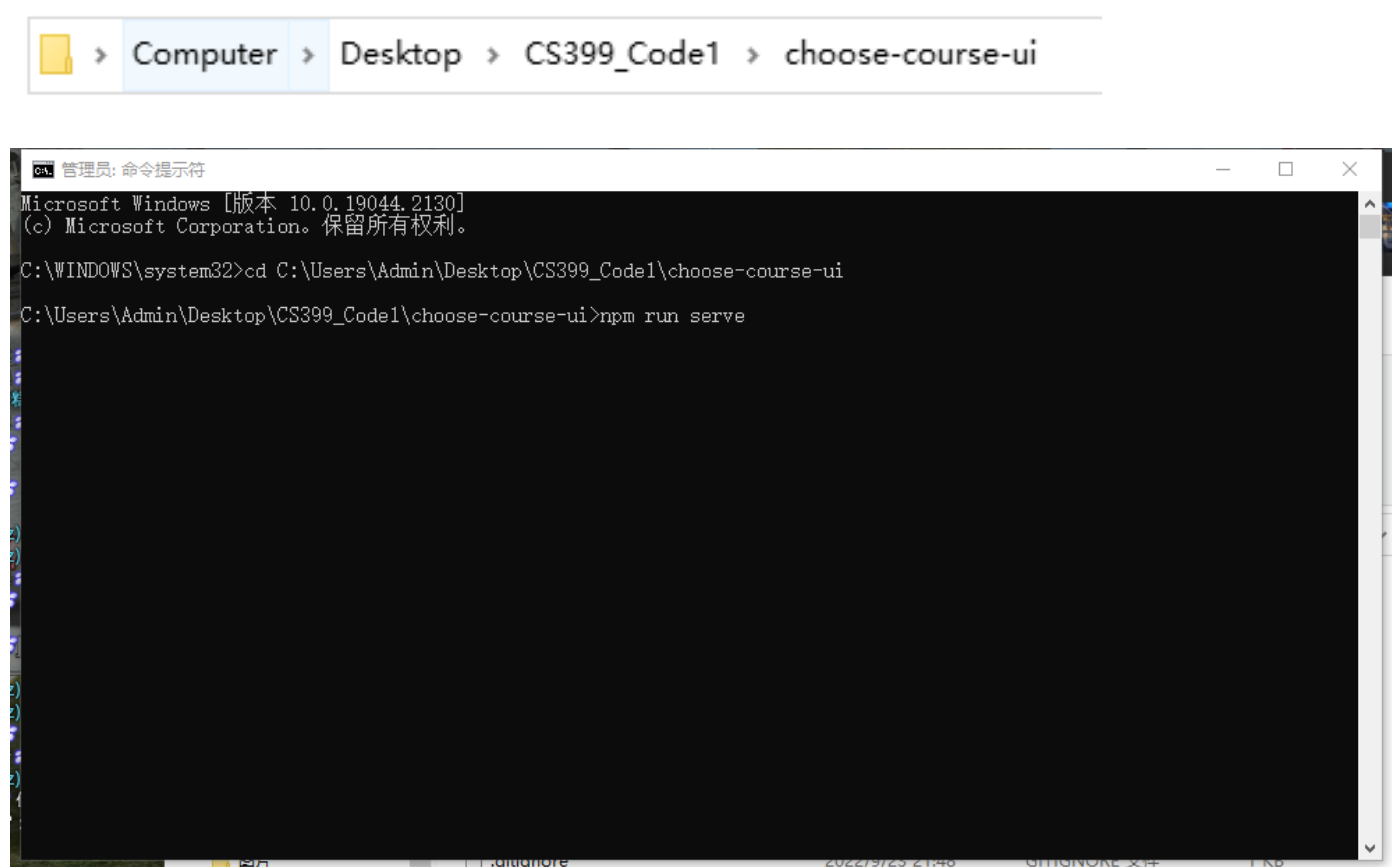 Computer > Desktop > CS399_Code1 > choose-course-ui
管理员: 命令提示符
Microsoft Windows [版本 10.0.19044.2130]
(c) Microsoft Corporation。保留所有权利。
C:\WINDOWS\system32>cd C:\Users\Admin\Desktop\CS399_Code1\choose-course-ui
C:\Users\Admin\Desktop\CS399_Code1\choose-course-ui>npm run serve
图片 .gitignore 2022/9/23 21:48 GITIGNORE 文件 1 KB